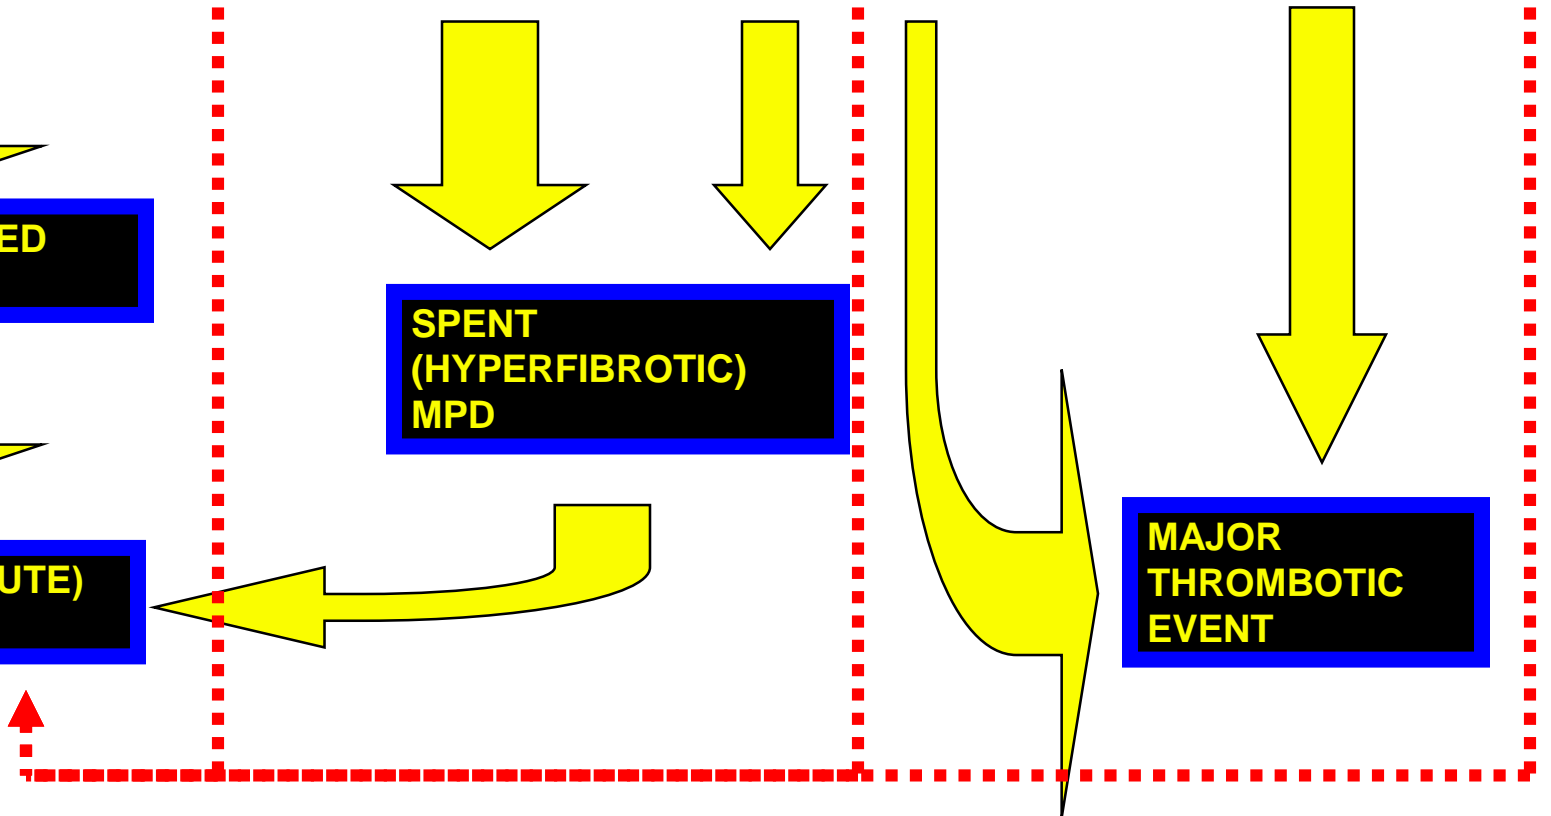 ED
SPENT
(HYPERFIBROTIC)
MPD
UTE)
MAJOR
THROMBOTIC
EVENT